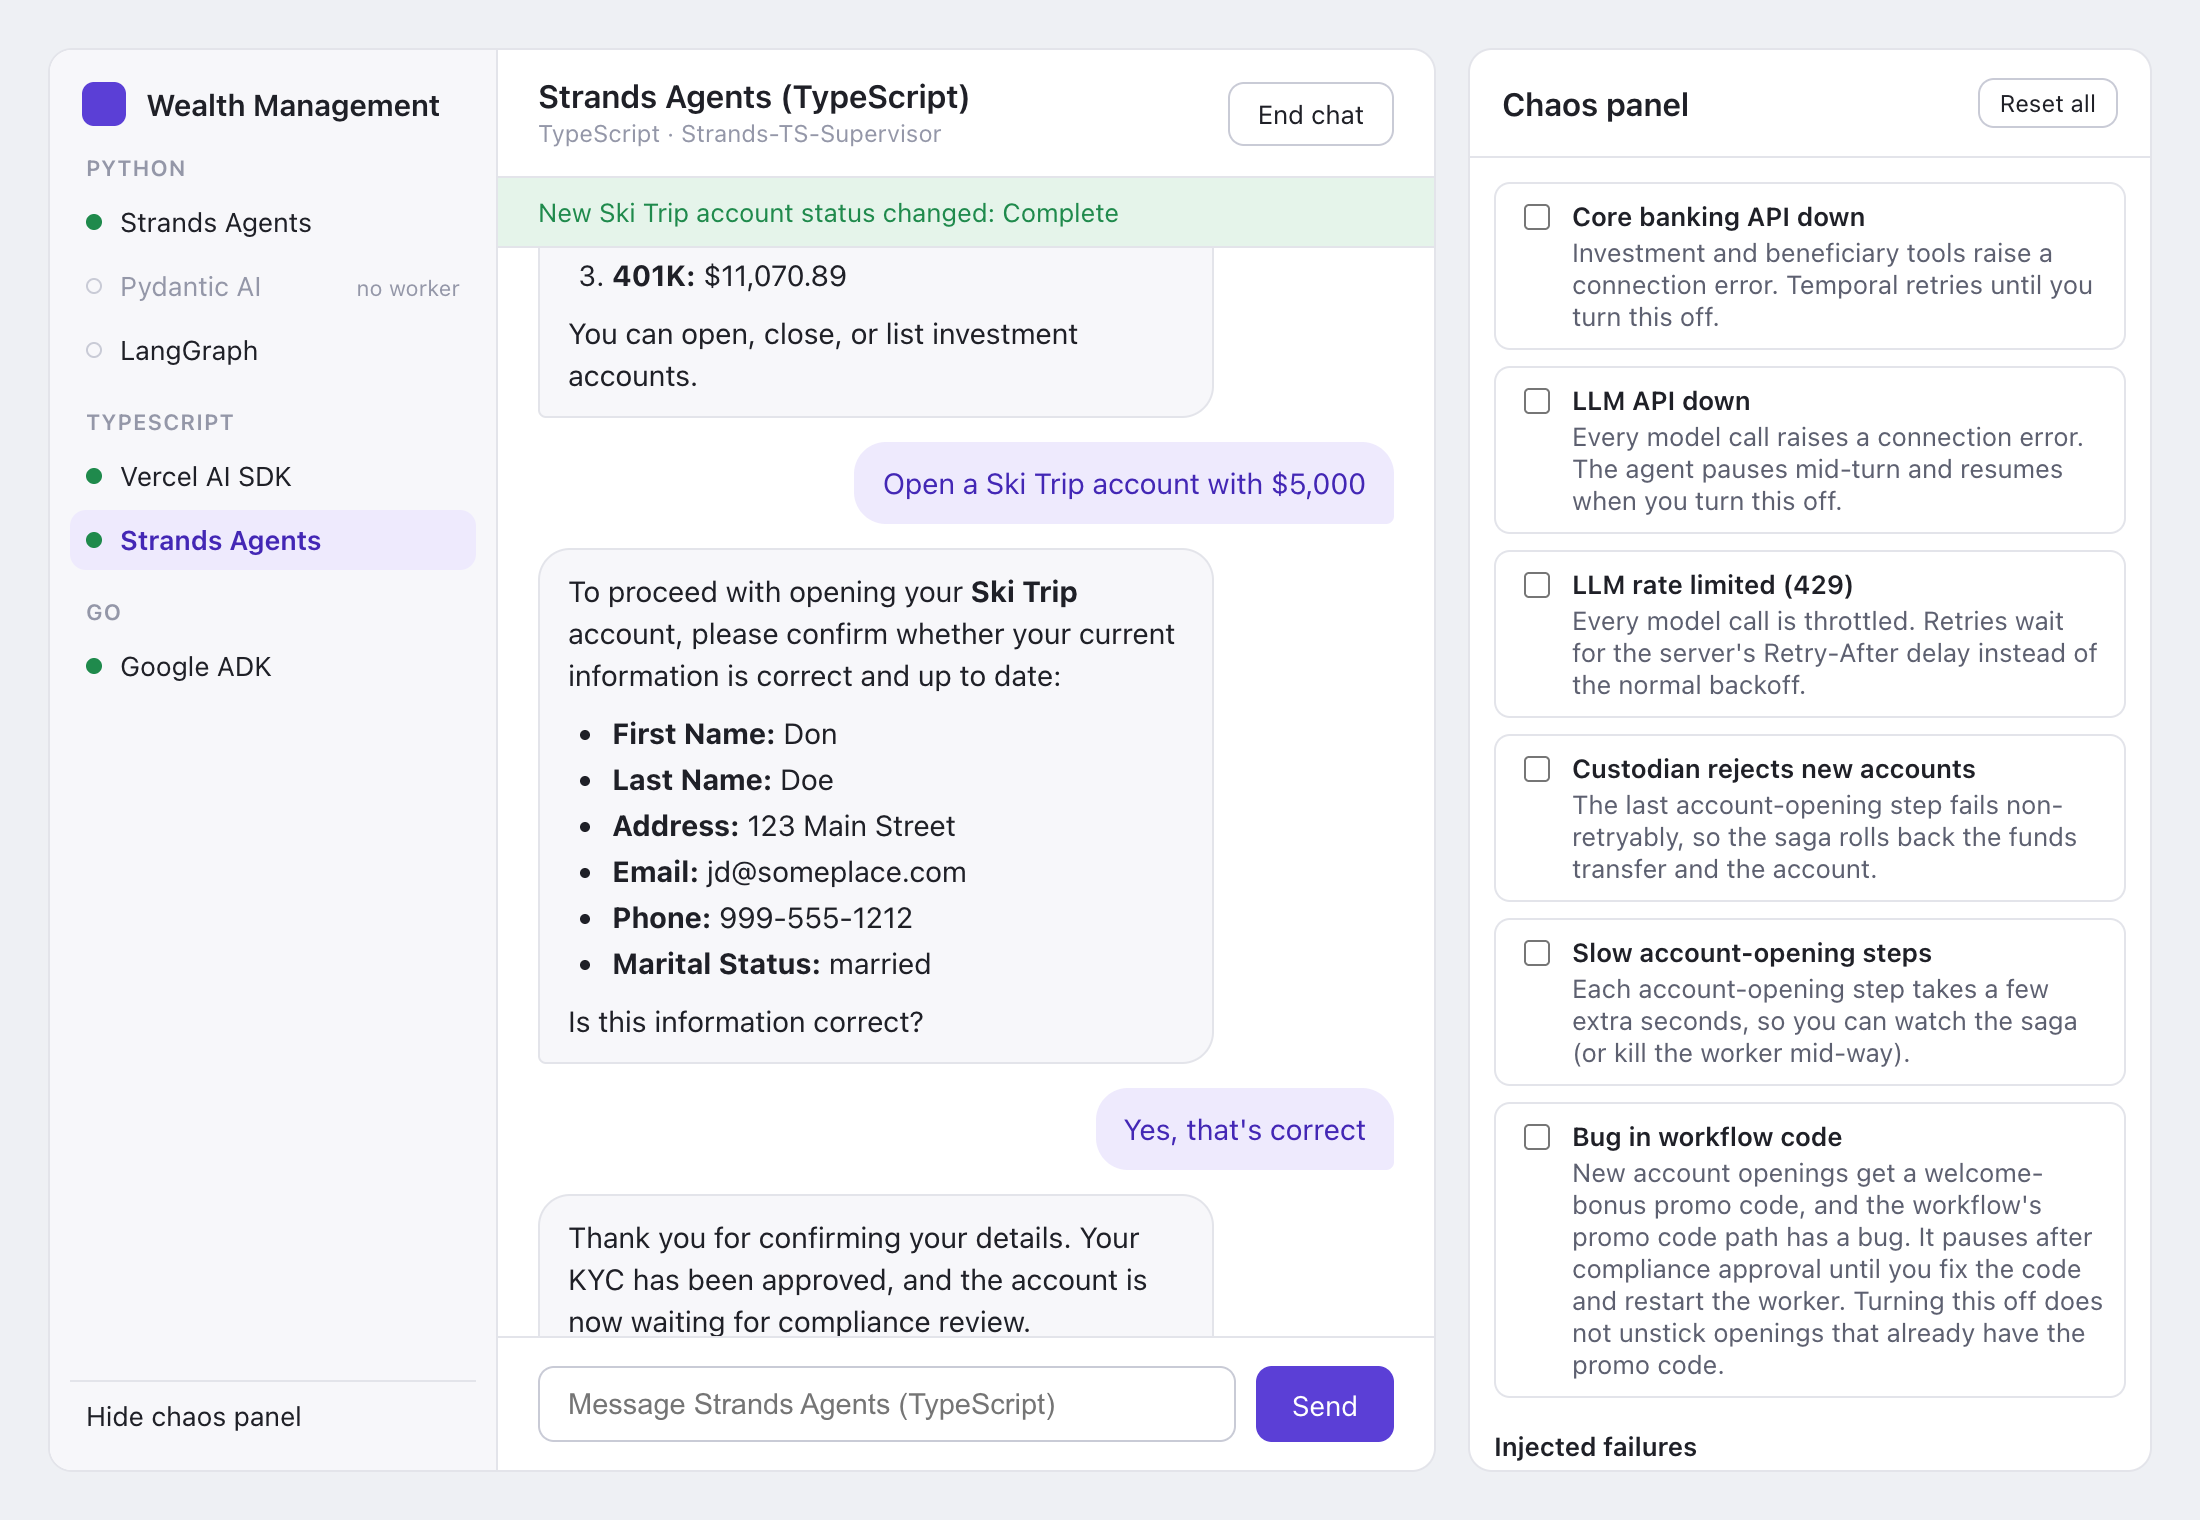 Wealth Management
PYTHON
Strands Agents
Pydantic AI no worker
LangGraph
TYPESCRIPT
Vercel AI SDK
Strands Agents
GO
Google ADK
Hide chaos panel
Strands Agents (TypeScript)
TypeScript · Strands-TS-Supervisor
End chat
New Ski Trip account status changed: Complete
3. 401K: $11,070.89
You can open, close, or list investment
accounts.
Open a Ski Trip account with $5,000
To proceed with opening your Ski Trip
account, please confirm whether your current
information is correct and up to date:
• First Name: Don
• Last Name: Doe
• Address: 123 Main Street
• Email: jd@someplace.com
• Phone: 999-555-1212
• Marital Status: married
Is this information correct?
Yes, that's correct
Thank you for confirming your details. Your
KYC has been approved, and the account is
now waiting for compliance review.
Message Strands Agents (TypeScript)
Send
Chaos panel
Reset all
Core banking API down
Investment and beneficiary tools raise a
connection error. Temporal retries until you
turn this off.
LLM API down
Every model call raises a connection error.
The agent pauses mid-turn and resumes
when you turn this off.
LLM rate limited (429)
Every model call is throttled. Retries wait
for the server's Retry-After delay instead of
the normal backoff.
Custodian rejects new accounts
The last account-opening step fails non-
retryably, so the saga rolls back the funds
transfer and the account.
Slow account-opening steps
Each account-opening step takes a few
extra seconds, so you can watch the saga
(or kill the worker mid-way).
Bug in workflow code
New account openings get a welcome-
bonus promo code, and the workflow's
promo code path has a bug. It pauses after
compliance approval until you fix the code
and restart the worker. Turning this off does
not unstick openings that already have the
promo code.
Injected failures